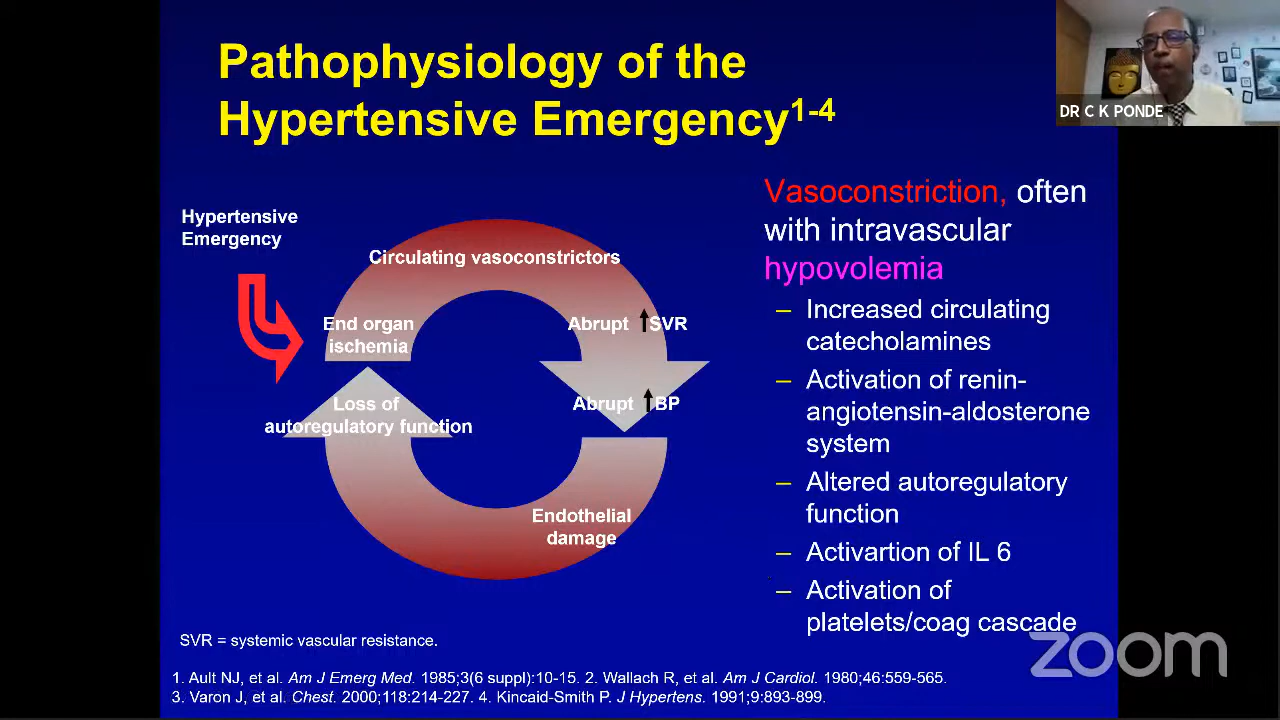 Pathophysiology of the
Hypertensive Emergency1-4
DR C K PONDE
Hypertensive
Emergency
Circulating vasoconstrictors
End organ
ischemia
Abrupt SVR
Abrupt BP
Loss of
autoregulatory function
Endothelial
damage
Vasoconstriction, often
with intravascular
hypovolemia
– Increased circulating
catecholamines
– Activation of renin-
angiotensin-aldosterone
system
– Altered autoregulatory
function
– Activartion of IL 6
– Activation of
platelets/coag cascade
SVR = systemic vascular resistance.
1. Ault NJ, et al. Am J Emerg Med. 1985;3(6 suppl):10-15. 2. Wallach R, et al. Am J Cardiol. 1980;46:559-565.
3. Varon J, et al. Chest. 2000;118:214-227. 4. Kincaid-Smith P. J Hypertens. 1991;9:893-899.
zoom